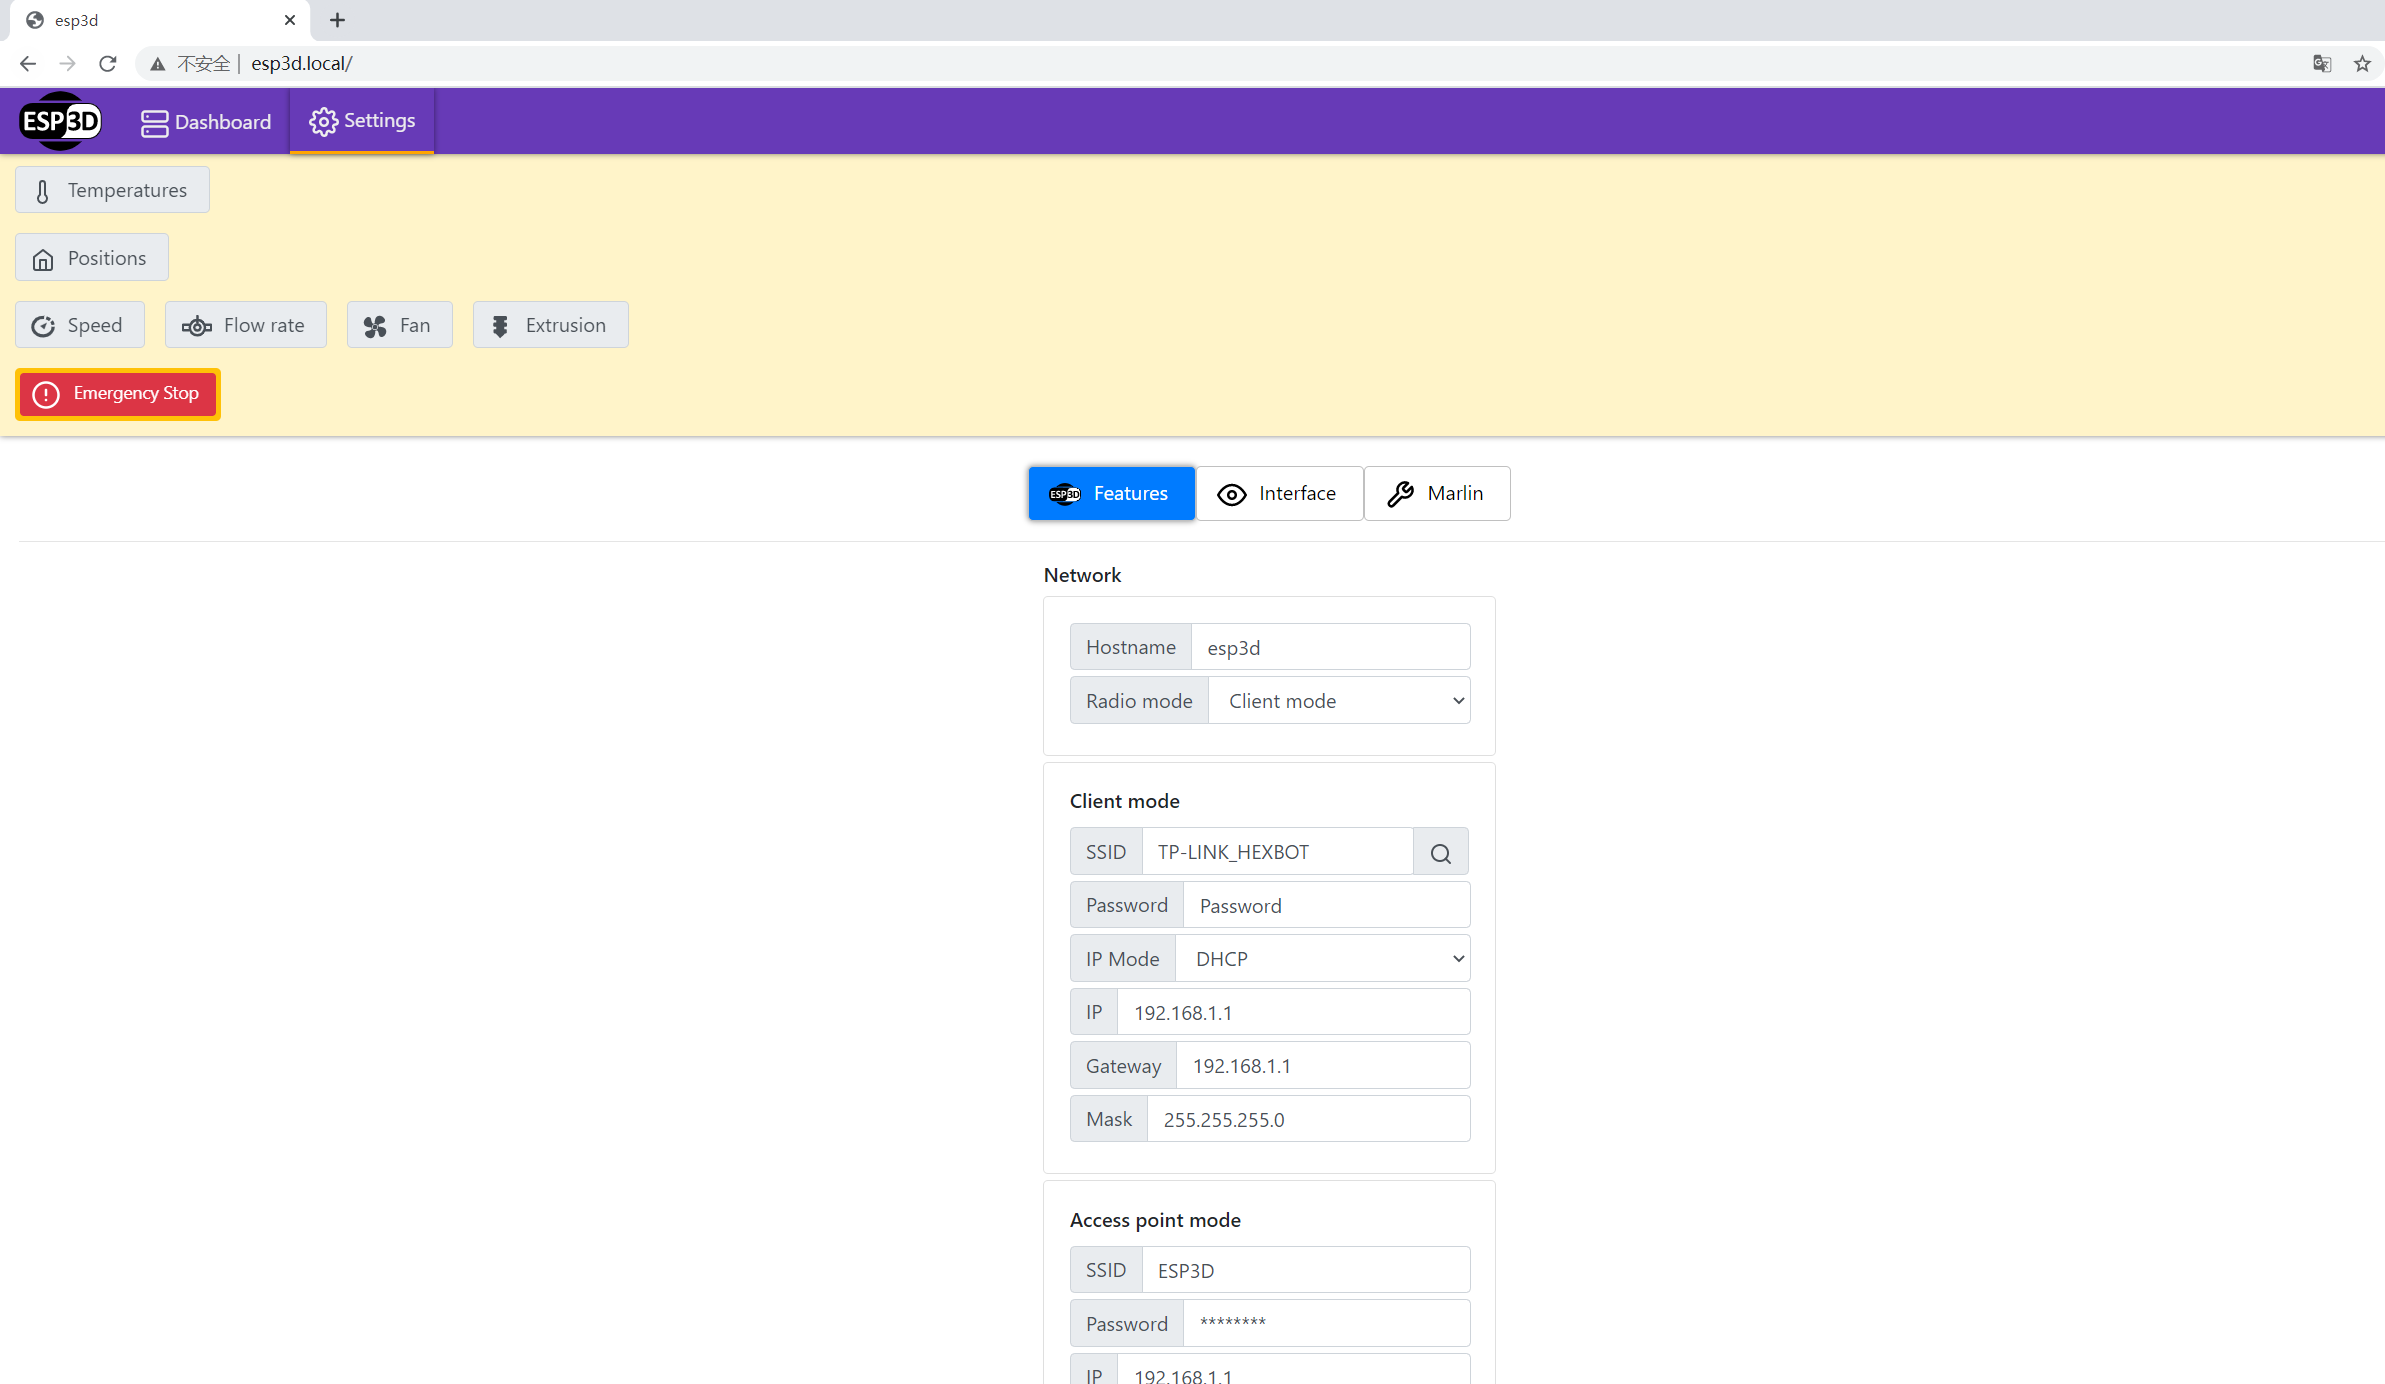 esp3d
不安全 | esp3d.local/
ESP3D Dashboard Settings
Temperatures
Positions
Speed Flow rate Fan Extrusion
Emergency Stop
ESP3D Features Interface Marlin
Network
Hostname esp3d
Radio mode Client mode
Client mode
SSID TP-LINK_HEXBOT
Password Password
IP Mode DHCP
IP 192.168.1.1
Gateway 192.168.1.1
Mask 255.255.255.0
Access point mode
SSID ESP3D
Password ********
IP 192.168.1.1